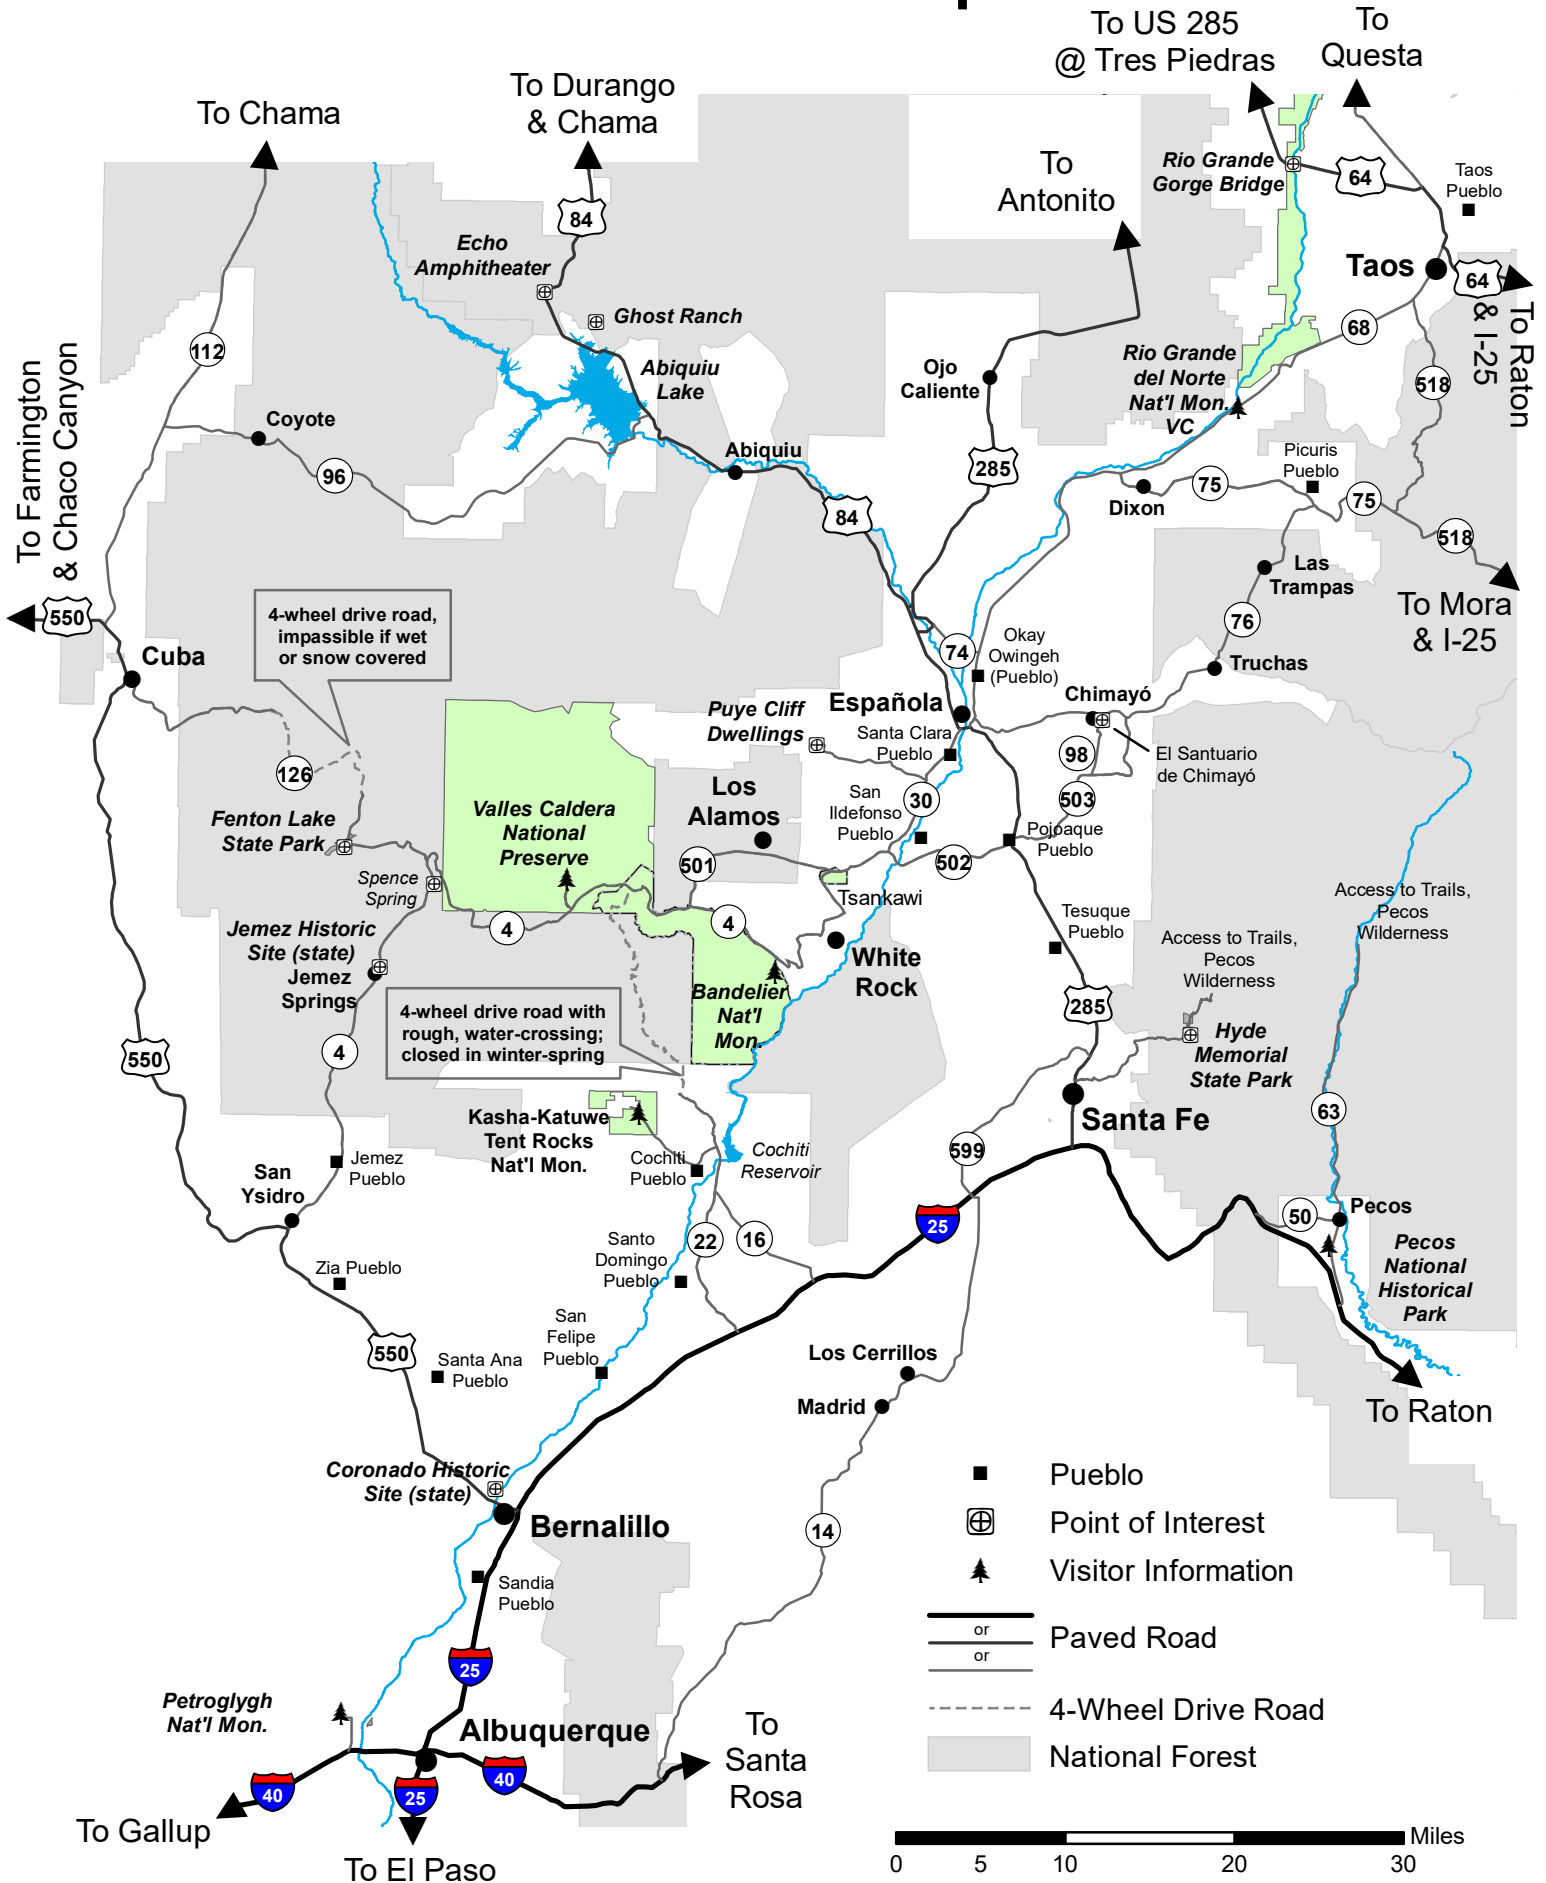 To US 285
@ Tres Piedras
To
Questa
To Durango
& Chama
To Chama
To
Antonito
Rio Grande
Gorge Bridge
64
Taos
Pueblo
84
Echo
Amphitheater
Taos
64
To Raton
& I-25
Ghost Ranch
68
112
Abiquiu
Lake
Ojo
Caliente
Rio Grande
del Norte
Nat'l Mon.
VC
518
To Farmington
& Chaco Canyon
Coyote
96
Abiquiu
285
Picuris
Pueblo
75
75
Dixon
84
518
Las
Trampas
To Mora
& I-25
550
4-wheel drive road,
impassible if wet
or snow covered
76
Cuba
74
Okay
Owingeh
(Pueblo)
Truchas
Chimayó
Española
Puye Cliff
Dwellings
Santa Clara
Pueblo
98
El Santuario
de Chimayó
126
Los
Alamos
San
Ildefonso
Pueblo
30
503
Fenton Lake
State Park
Valles Caldera
National
Preserve
Pojoaque
Pueblo
501
502
Spence
Spring
Tsankawi
Access to Trails,
Pecos
Wilderness
4
4
Tesuque
Pueblo
Jemez Historic
Site (state)
Jemez
Springs
White
Rock
Access to Trails,
Pecos
Wilderness
Bandelier
Nat'l
Mon.
285
4-wheel drive road with
rough, water-crossing;
closed in winter-spring
Hyde
Memorial
State Park
550
4
Kasha-Katuwe
Tent Rocks
Nat'l Mon.
Santa Fe
63
Cochiti
Pueblo
Cochiti
Reservoir
599
Jemez
Pueblo
San
Ysidro
50
Pecos
25
22
16
Santo
Domingo
Pueblo
Pecos
National
Historical
Park
Zia Pueblo
San
Felipe
Pueblo
550
Santa Ana
Pueblo
Los Cerrillos
Madrid
To Raton
Coronado Historic
Site (state)
Bernalillo
14
Sandia
Pueblo
25
Petroglygh
Nat'l Mon.
Albuquerque
To
Santa
Rosa
40
25
40
To Gallup
To El Paso
Pueblo
Point of Interest
Visitor Information
or
or
Paved Road
4-Wheel Drive Road
National Forest
Miles
0 5 10 20 30